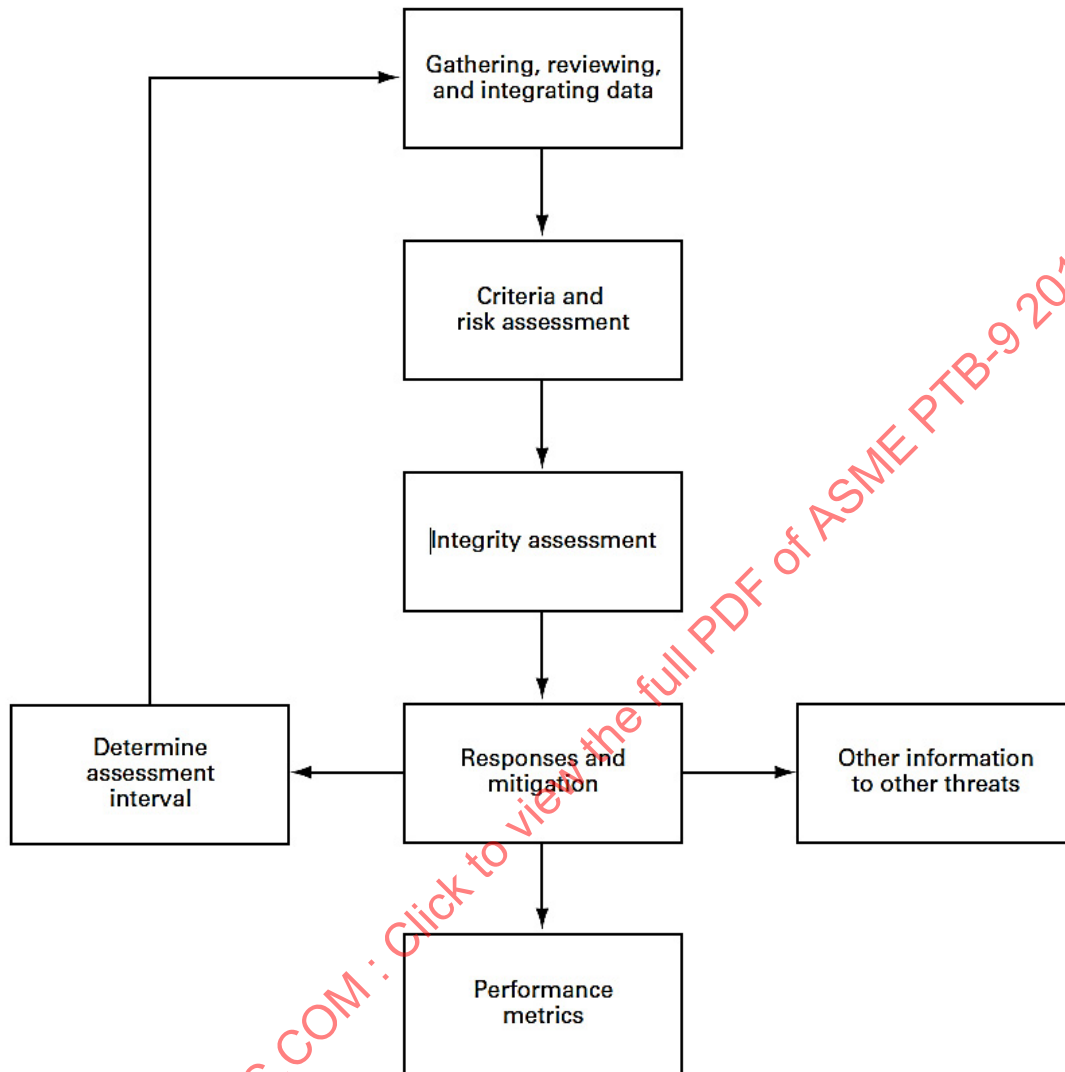 Gathering, reviewing,
and integrating data
Criteria and
risk assessment
Integrity assessment
Determine
assessment
interval
Responses and
mitigation
Other information
to other threats
Performance
metrics
COM : Click to view the full PDF of ASME PTB-9